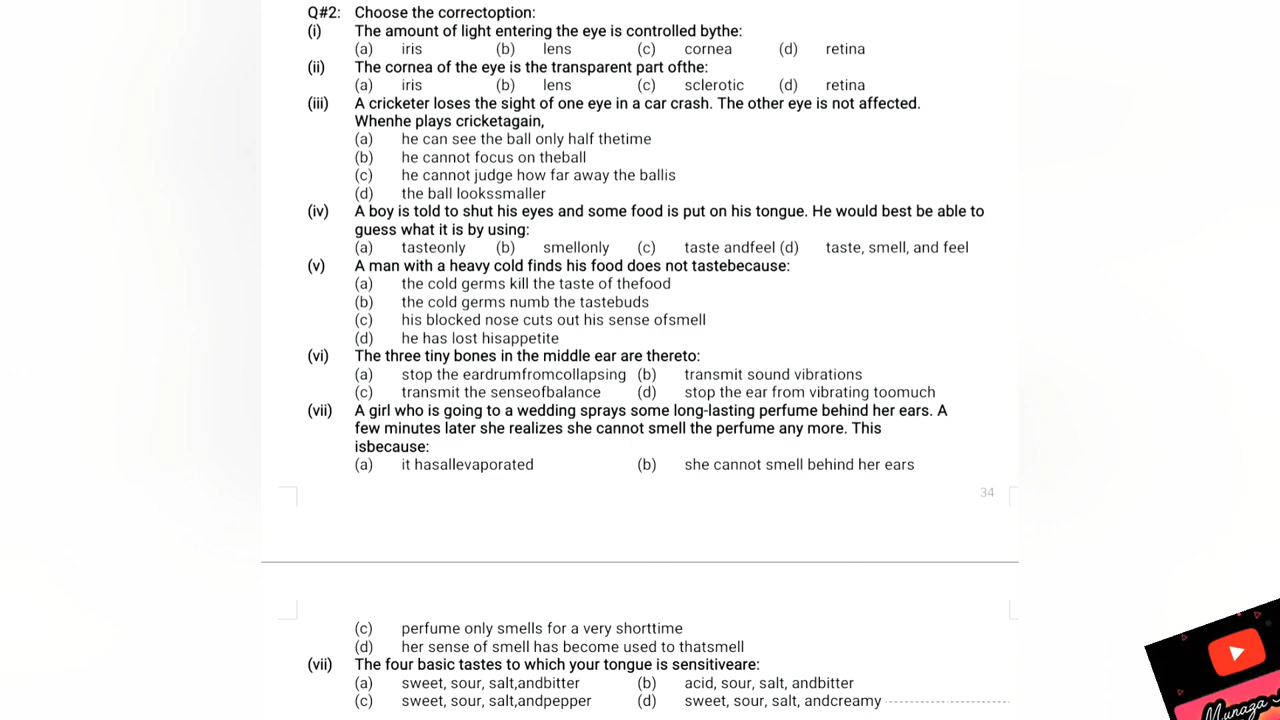 Q#2: Choose the correctoption:
(i) The amount of light entering the eye is controlled bythe:
(a) iris (b) lens (c) cornea (d) retina
(ii) The cornea of the eye is the transparent part ofthe:
(a) iris (b) lens (c) sclerotic (d) retina
(iii) A cricketer loses the sight of one eye in a car crash. The other eye is not affected.
Whenhe plays cricketagain,
(a) he can see the ball only half thetime
(b) he cannot focus on theball
(c) he cannot judge how far away the ballis
(d) the ball lookssmaller
(iv) A boy is told to shut his eyes and some food is put on his tongue. He would best be able to
guess what it is by using:
(a) tasteonly (b) smellonly (c) taste andfeel (d) taste, smell, and feel
(v) A man with a heavy cold finds his food does not tastebecause:
(a) the cold germs kill the taste of thefood
(b) the cold germs numb the tastebuds
(c) his blocked nose cuts out his sense ofsmell
(d) he has lost hisappetite
(vi) The three tiny bones in the middle ear are thereto:
(a) stop the eardrumfromcollapsing (b) transmit sound vibrations
(c) transmit the senseofbalance (d) stop the ear from vibrating toomuch
(vii) A girl who is going to a wedding sprays some long-lasting perfume behind her ears. A
few minutes later she realizes she cannot smell the perfume any more. This
isbecause:
(a) it hasallevaporated (b) she cannot smell behind her ears
34
(c) perfume only smells for a very shorttime
(d) her sense of smell has become used to thatsmell
(vii) The four basic tastes to which your tongue is sensitiveare:
(a) sweet, sour, salt,andbitter (b) acid, sour, salt, andbitter
(c) sweet, sour, salt,andpepper (d) sweet, sour, salt, andcreamy
Munaza